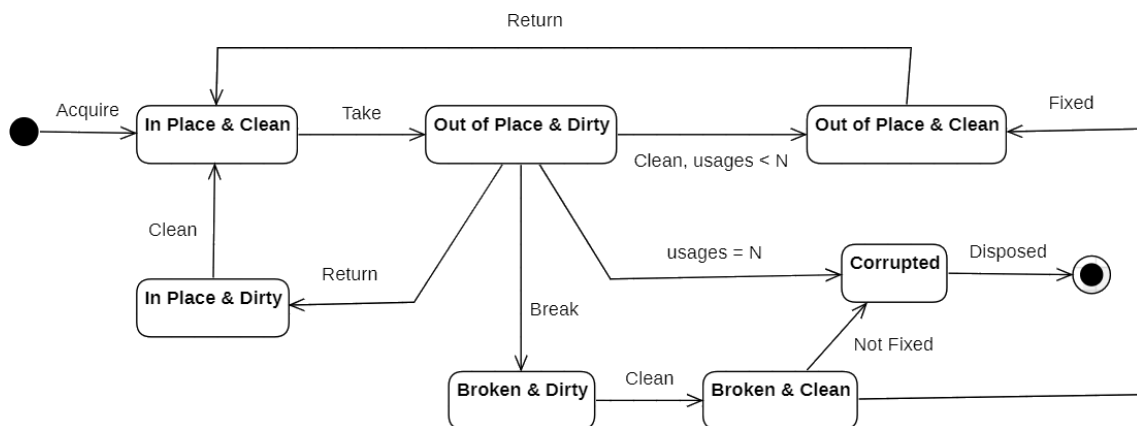 Return
Acquire
In Place & Clean
Take
Out of Place & Dirty
Out of Place & Clean
Fixed
Clean, usages < N
Clean
usages = N
Corrupted
Disposed
In Place & Dirty
Return
Break
Not Fixed
Broken & Dirty
Clean
Broken & Clean